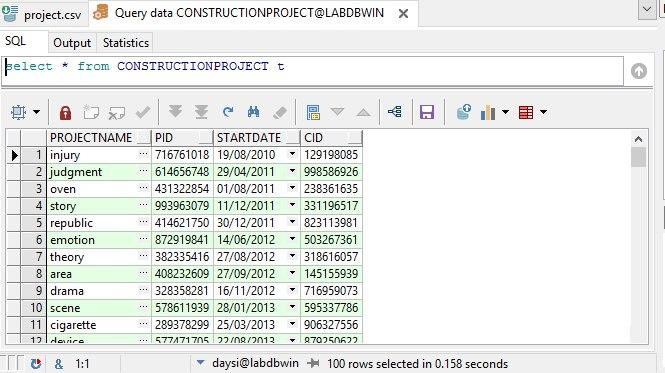 project.csv Query data CONSTRUCTIONPROJECT@LABDBWIN
SQL Output Statistics
select * from CONSTRUCTIONPROJECT t
PROJECTNAME PID STARTDATE CID
1 injury 716761018 19/08/2010 129198085
2 judgment 614656748 29/04/2011 998586926
3 oven 431322854 01/08/2011 238361635
4 story 993963079 11/12/2011 331196517
5 republic 414621750 30/12/2011 823113981
6 emotion 872919841 14/06/2012 503267361
7 theory 382335416 27/08/2012 318616057
8 area 408232609 27/09/2012 145155939
9 drama 328358281 16/11/2012 716959073
10 scene 578611939 28/01/2013 595337786
11 cigarette 289378299 25/03/2013 906327556
12 device 577471705 22/08/2013 879250622
& 1:1 daysi@labdbwin 100 rows selected in 0.158 seconds